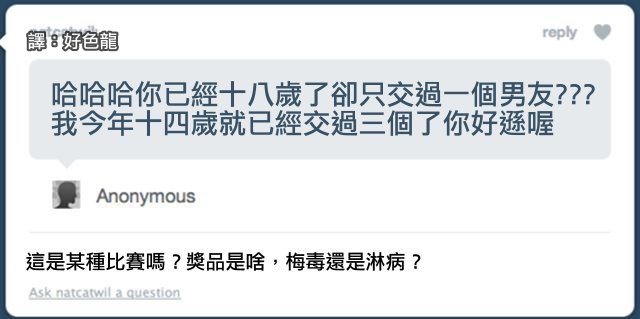 譯：好色龍
reply
哈哈哈你已經十八歲了卻只交過一個男友???
我今年十四歲就已經交過三個了你好遜喔
Anonymous
這是某種比賽嗎？獎品是啥，梅毒還是淋病？
Ask natcatwil a question